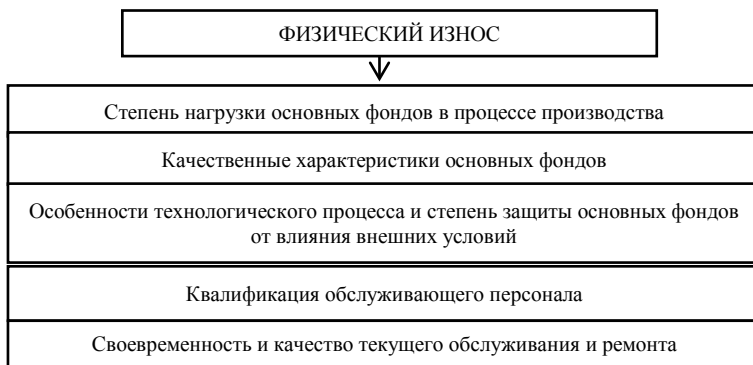 ФИЗИЧЕСКИЙ ИЗНОС
Степень нагрузки основных фондов в процессе производства
Качественные характеристики основных фондов
Особенности технологического процесса и степень защиты основных фондов
от влияния внешних условий
Квалификация обслуживающего персонала
Своевременность и качество текущего обслуживания и ремонта